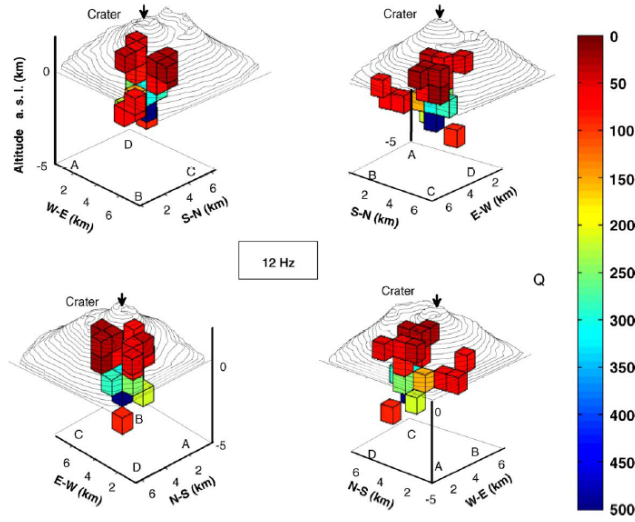 Crater
Altitude a. s. l. (km)
0
-5
D
A
C
B
2
4
6
W-E (km)
2
4
6
S-N (km)
Crater
-5
A
B
D
C
2
4
6
S-N (km)
6
4
2
E-W (km)
12 Hz
Q
0
50
100
150
200
250
300
350
400
450
500
Crater
0
-5
B
C
A
D
6
4
2
E-W (km)
6
4
2
N-S (km)
Crater
0
-5
C
D
B
A
6
4
2
N-S (km)
2
4
6
W-E (km)